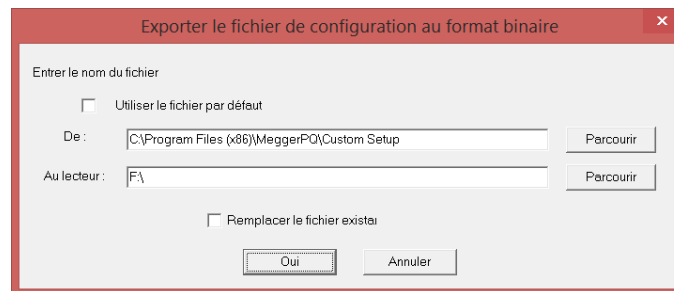 Exporter le fichier de configuration au format binaire
Entrer le nom du fichier
Utiliser le fichier par défaut
De :
C:\Program Files (x86)\MeggerPQ\Custom Setup
Parcourir
Au lecteur :
F:\
Parcourir
Remplacer le fichier existai
Oui
Annuler